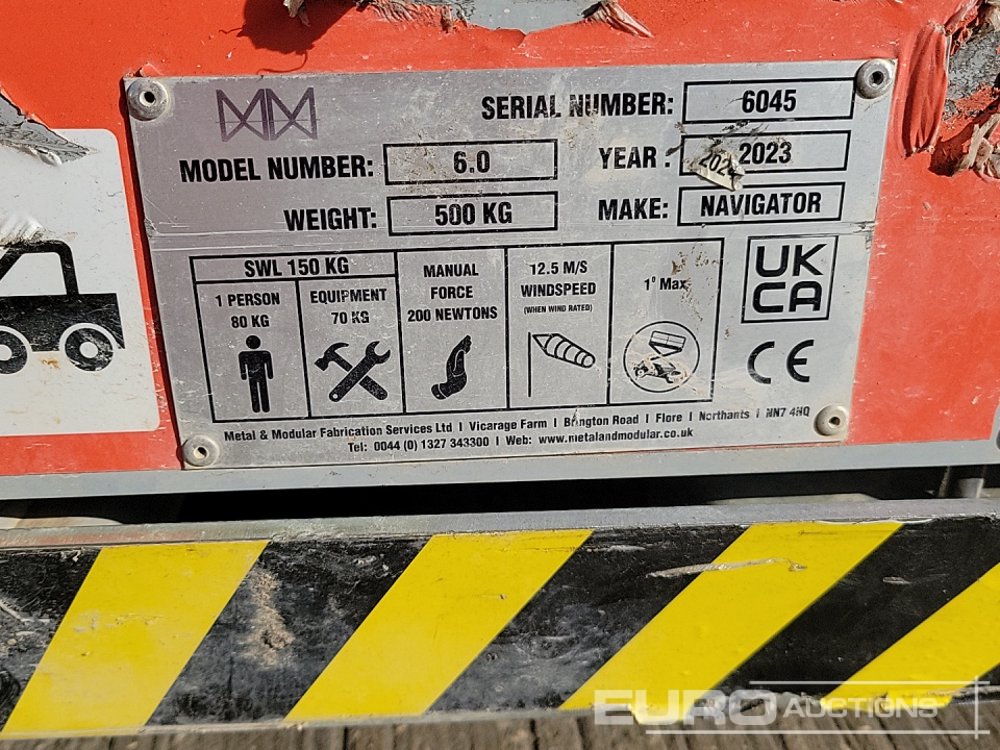 SERIAL NUMBER: 6045
MODEL NUMBER: 6.0 YEAR: 2024 2023
WEIGHT: 500 KG MAKE: NAVIGATOR
SWL 150 KG
1 PERSON
80 KG
EQUIPMENT
70 KG
MANUAL
FORCE
200 NEWTONS
12.5 M/S
WINDSPEED
(WHEN WIND RATED)
1° Max
UK
CA
CE
Metal & Modular Fabrication Services Ltd | Vicarage Farm | Brington Road | Flore | Northants | NN7 4NQ
Tel: 0044 (0) 1327 343300 | Web: www.metalandmodular.co.uk
EURO AUCTIONS